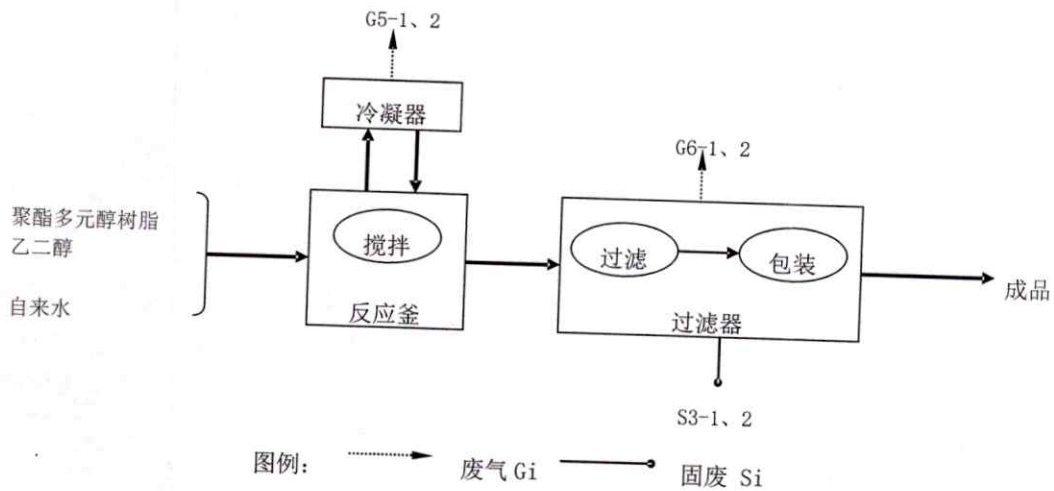 G5-1、2
冷凝器
G6-1、2
聚酯多元醇树脂
乙二醇
自来水
搅拌
反应釜
过滤
包装
过滤器
成品
S3-1、2
图例：
废气 Gi
固废 Si